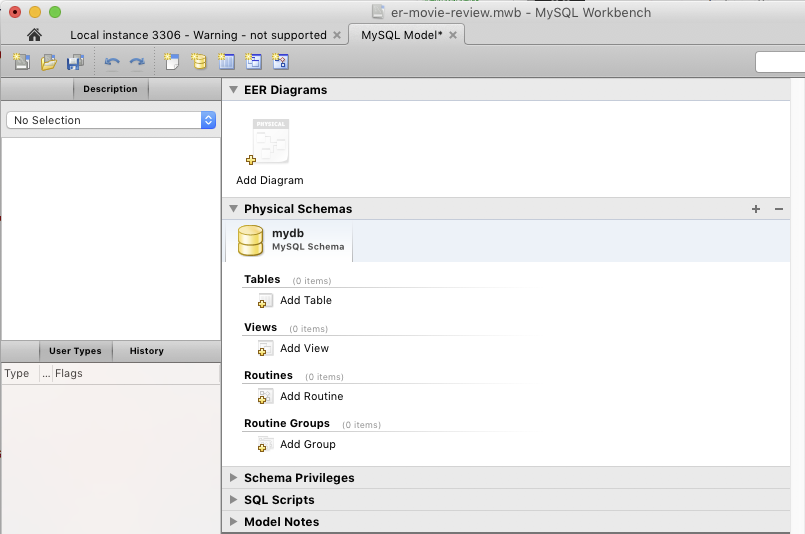 er-movie-review.mwb - MySQL Workbench
Local instance 3306 - Warning - not supported
MySQL Model*
Description
No Selection
EER Diagrams
PHYSICAL
Add Diagram
Physical Schemas
mydb
MySQL Schema
Tables (0 items)
Add Table
Views (0 items)
Add View
Routines (0 items)
Add Routine
Routine Groups (0 items)
Add Group
User Types History
Type ... Flags
Schema Privileges
SQL Scripts
Model Notes